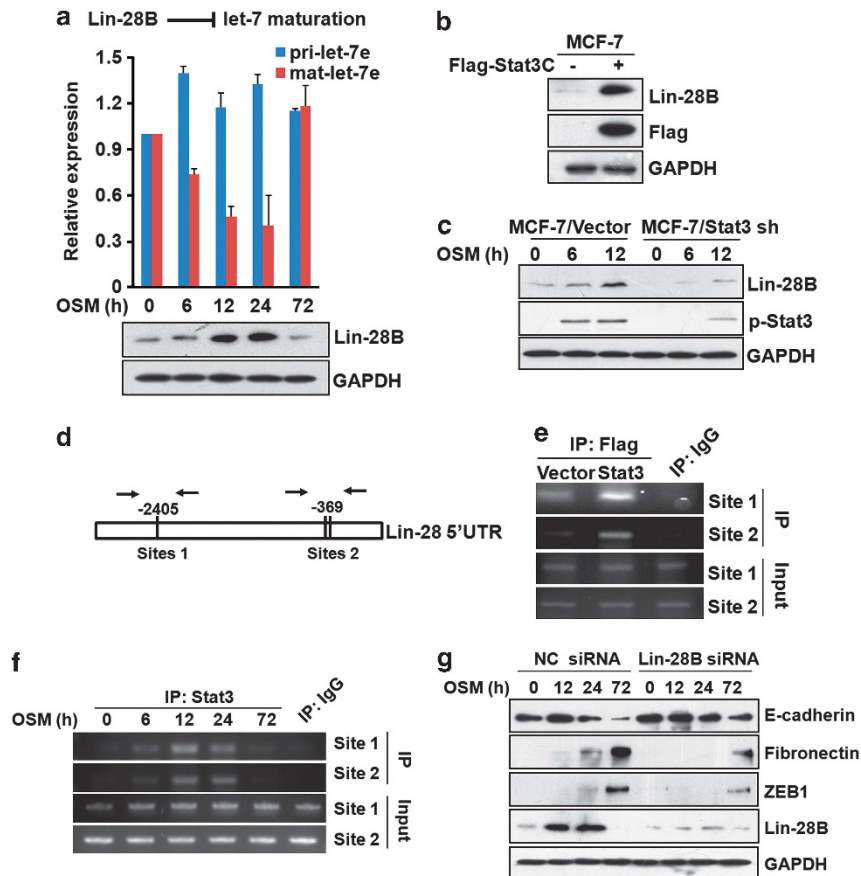 a
Lin-28B let-7 maturation
pri-let-7e
mat-let-7e
Relative expression
1.5
1.2
0.9
0.6
0.3
0
OSM (h) 0 6 12 24 72
Lin-28B
GAPDH
b
MCF-7
Flag-Stat3C - +
Lin-28B
Flag
GAPDH
c
MCF-7/Vector MCF-7/Stat3 sh
OSM (h) 0 6 12 0 6 12
Lin-28B
p-Stat3
GAPDH
d
-2405 -369
Lin-28 5'UTR
Sites 1 Sites 2
e
IP: Flag IP: IgG
Vector Stat3
Site 1
Site 2
IP
Site 1
Site 2
Input
f
IP: Stat3 IP: IgG
OSM (h) 0 6 12 24 72
Site 1
Site 2
IP
Site 1
Site 2
Input
g
NC siRNA Lin-28B siRNA
OSM (h) 0 12 24 72 0 12 24 72
E-cadherin
Fibronectin
ZEB1
Lin-28B
GAPDH